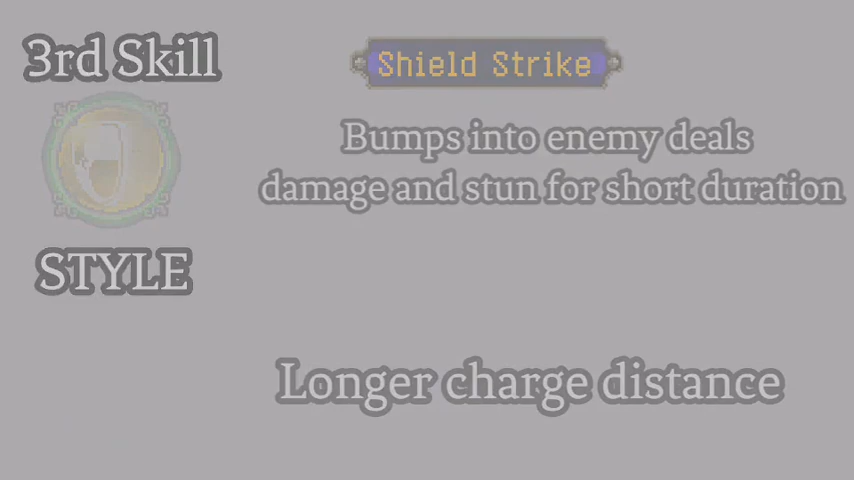 3rd Skill
Shield Strike
Bumps into enemy deals
damage and stun for short duration
STYLE
Longer charge distance